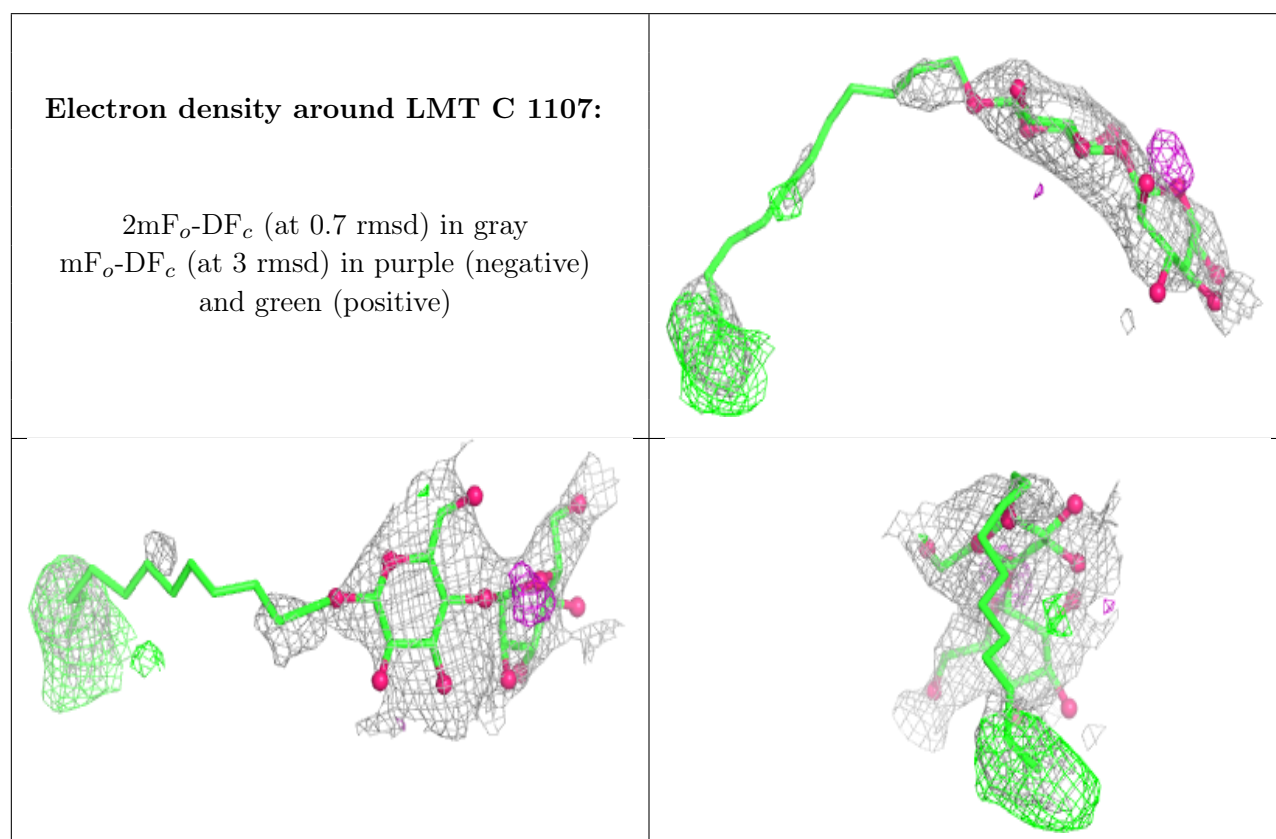 Electron density around LMT C 1107:
2mFo-DFc (at 0.7 rmsd) in gray
mFo-DFc (at 3 rmsd) in purple (negative)
and green (positive)